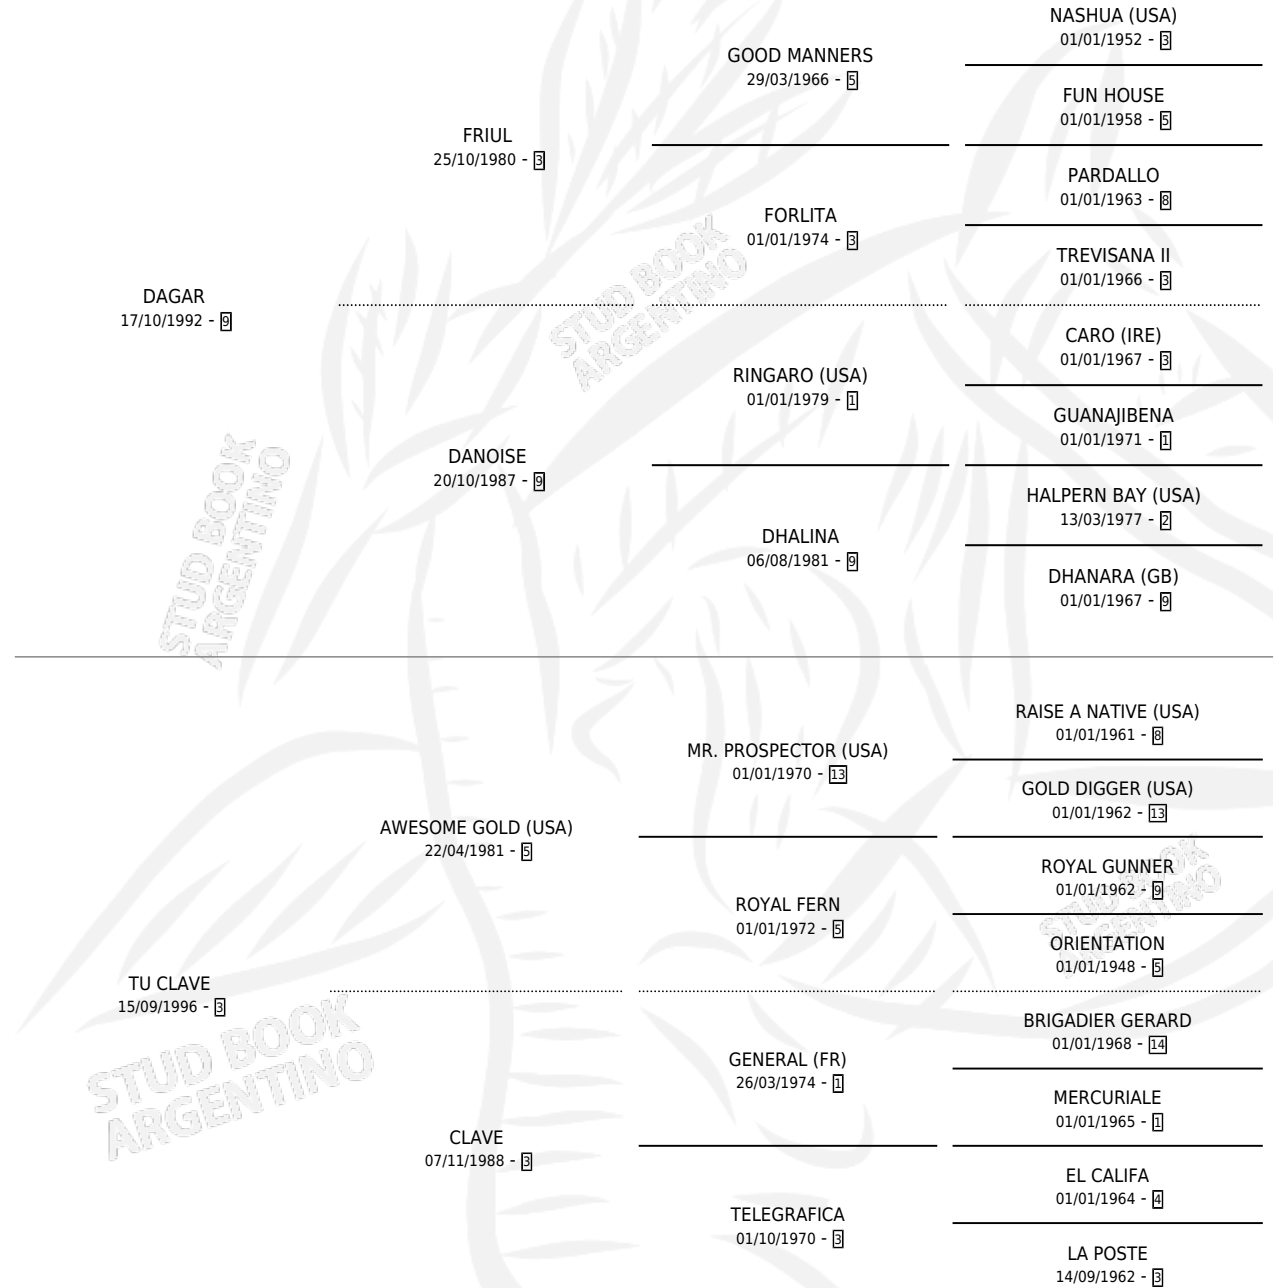 NASHUA (USA)
01/01/1952 - 3
GOOD MANNERS
29/03/1966 - 5
FUN HOUSE
01/01/1958 - 5
FRIUL
25/10/1980 - 3
PARDALLO
01/01/1963 - 8
FORLITA
01/01/1974 - 3
TREVISANA II
01/01/1966 - 3
DAGAR
17/10/1992 - 9
CARO (IRE)
01/01/1967 - 3
RINGARO (USA)
01/01/1979 - 1
GUANAJIBENA
01/01/1971 - 1
DANOISE
20/10/1987 - 9
HALPERN BAY (USA)
13/03/1977 - 2
DHALINA
06/08/1981 - 9
DHANARA (GB)
01/01/1967 - 9
RAISE A NATIVE (USA)
01/01/1961 - 8
MR. PROSPECTOR (USA)
01/01/1970 - 13
GOLD DIGGER (USA)
01/01/1962 - 13
AWESOME GOLD (USA)
22/04/1981 - 5
ROYAL GUNNER
01/01/1962 - 9
ROYAL FERN
01/01/1972 - 5
ORIENTATION
01/01/1948 - 5
TU CLAVE
15/09/1996 - 3
BRIGADIER GERARD
01/01/1968 - 14
GENERAL (FR)
26/03/1974 - 1
MERCURIALE
01/01/1965 - 1
CLAVE
07/11/1988 - 3
EL CALIFA
01/01/1964 - 4
TELEGRAFICA
01/10/1970 - 3
LA POSTE
14/09/1962 - 3
STUD BOOK
ARGENTINO
STUD BOOK
ARGENTINO
STUD BOOK
ARGENTINO
STUD BOOK
ARGENTINO